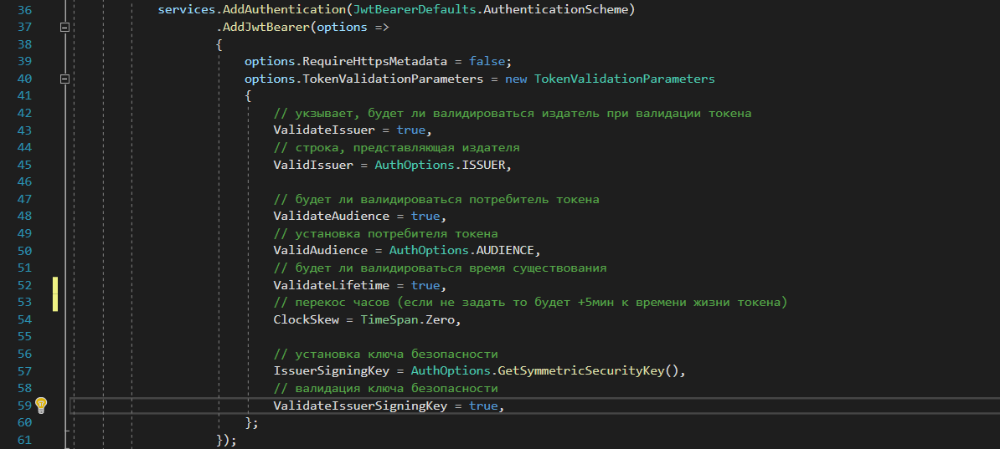 36 services.AddAuthentication(JwtBearerDefaults.AuthenticationScheme)
37 .AddJwtBearer(options =>
38 {
39 options.RequireHttpsMetadata = false;
40 options.TokenValidationParameters = new TokenValidationParameters
41 {
42 // укзывает, будет ли валидироваться издатель при валидации токена
43 ValidateIssuer = true,
44 // строка, представляющая издателя
45 ValidIssuer = AuthOptions.ISSUER,
46
47 // будет ли валидироваться потребитель токена
48 ValidateAudience = true,
49 // установка потребителя токена
50 ValidAudience = AuthOptions.AUDIENCE,
51 // будет ли валидироваться время существования
52 ValidateLifetime = true,
53 // перекос часов (если не задать то будет +5мин к времени жизни токена)
54 ClockSkew = TimeSpan.Zero,
55
56 // установка ключа безопасности
57 IssuerSigningKey = AuthOptions.GetSymmetricSecurityKey(),
58 // валидация ключа безопасности
59 ValidateIssuerSigningKey = true,
60 };
61 });